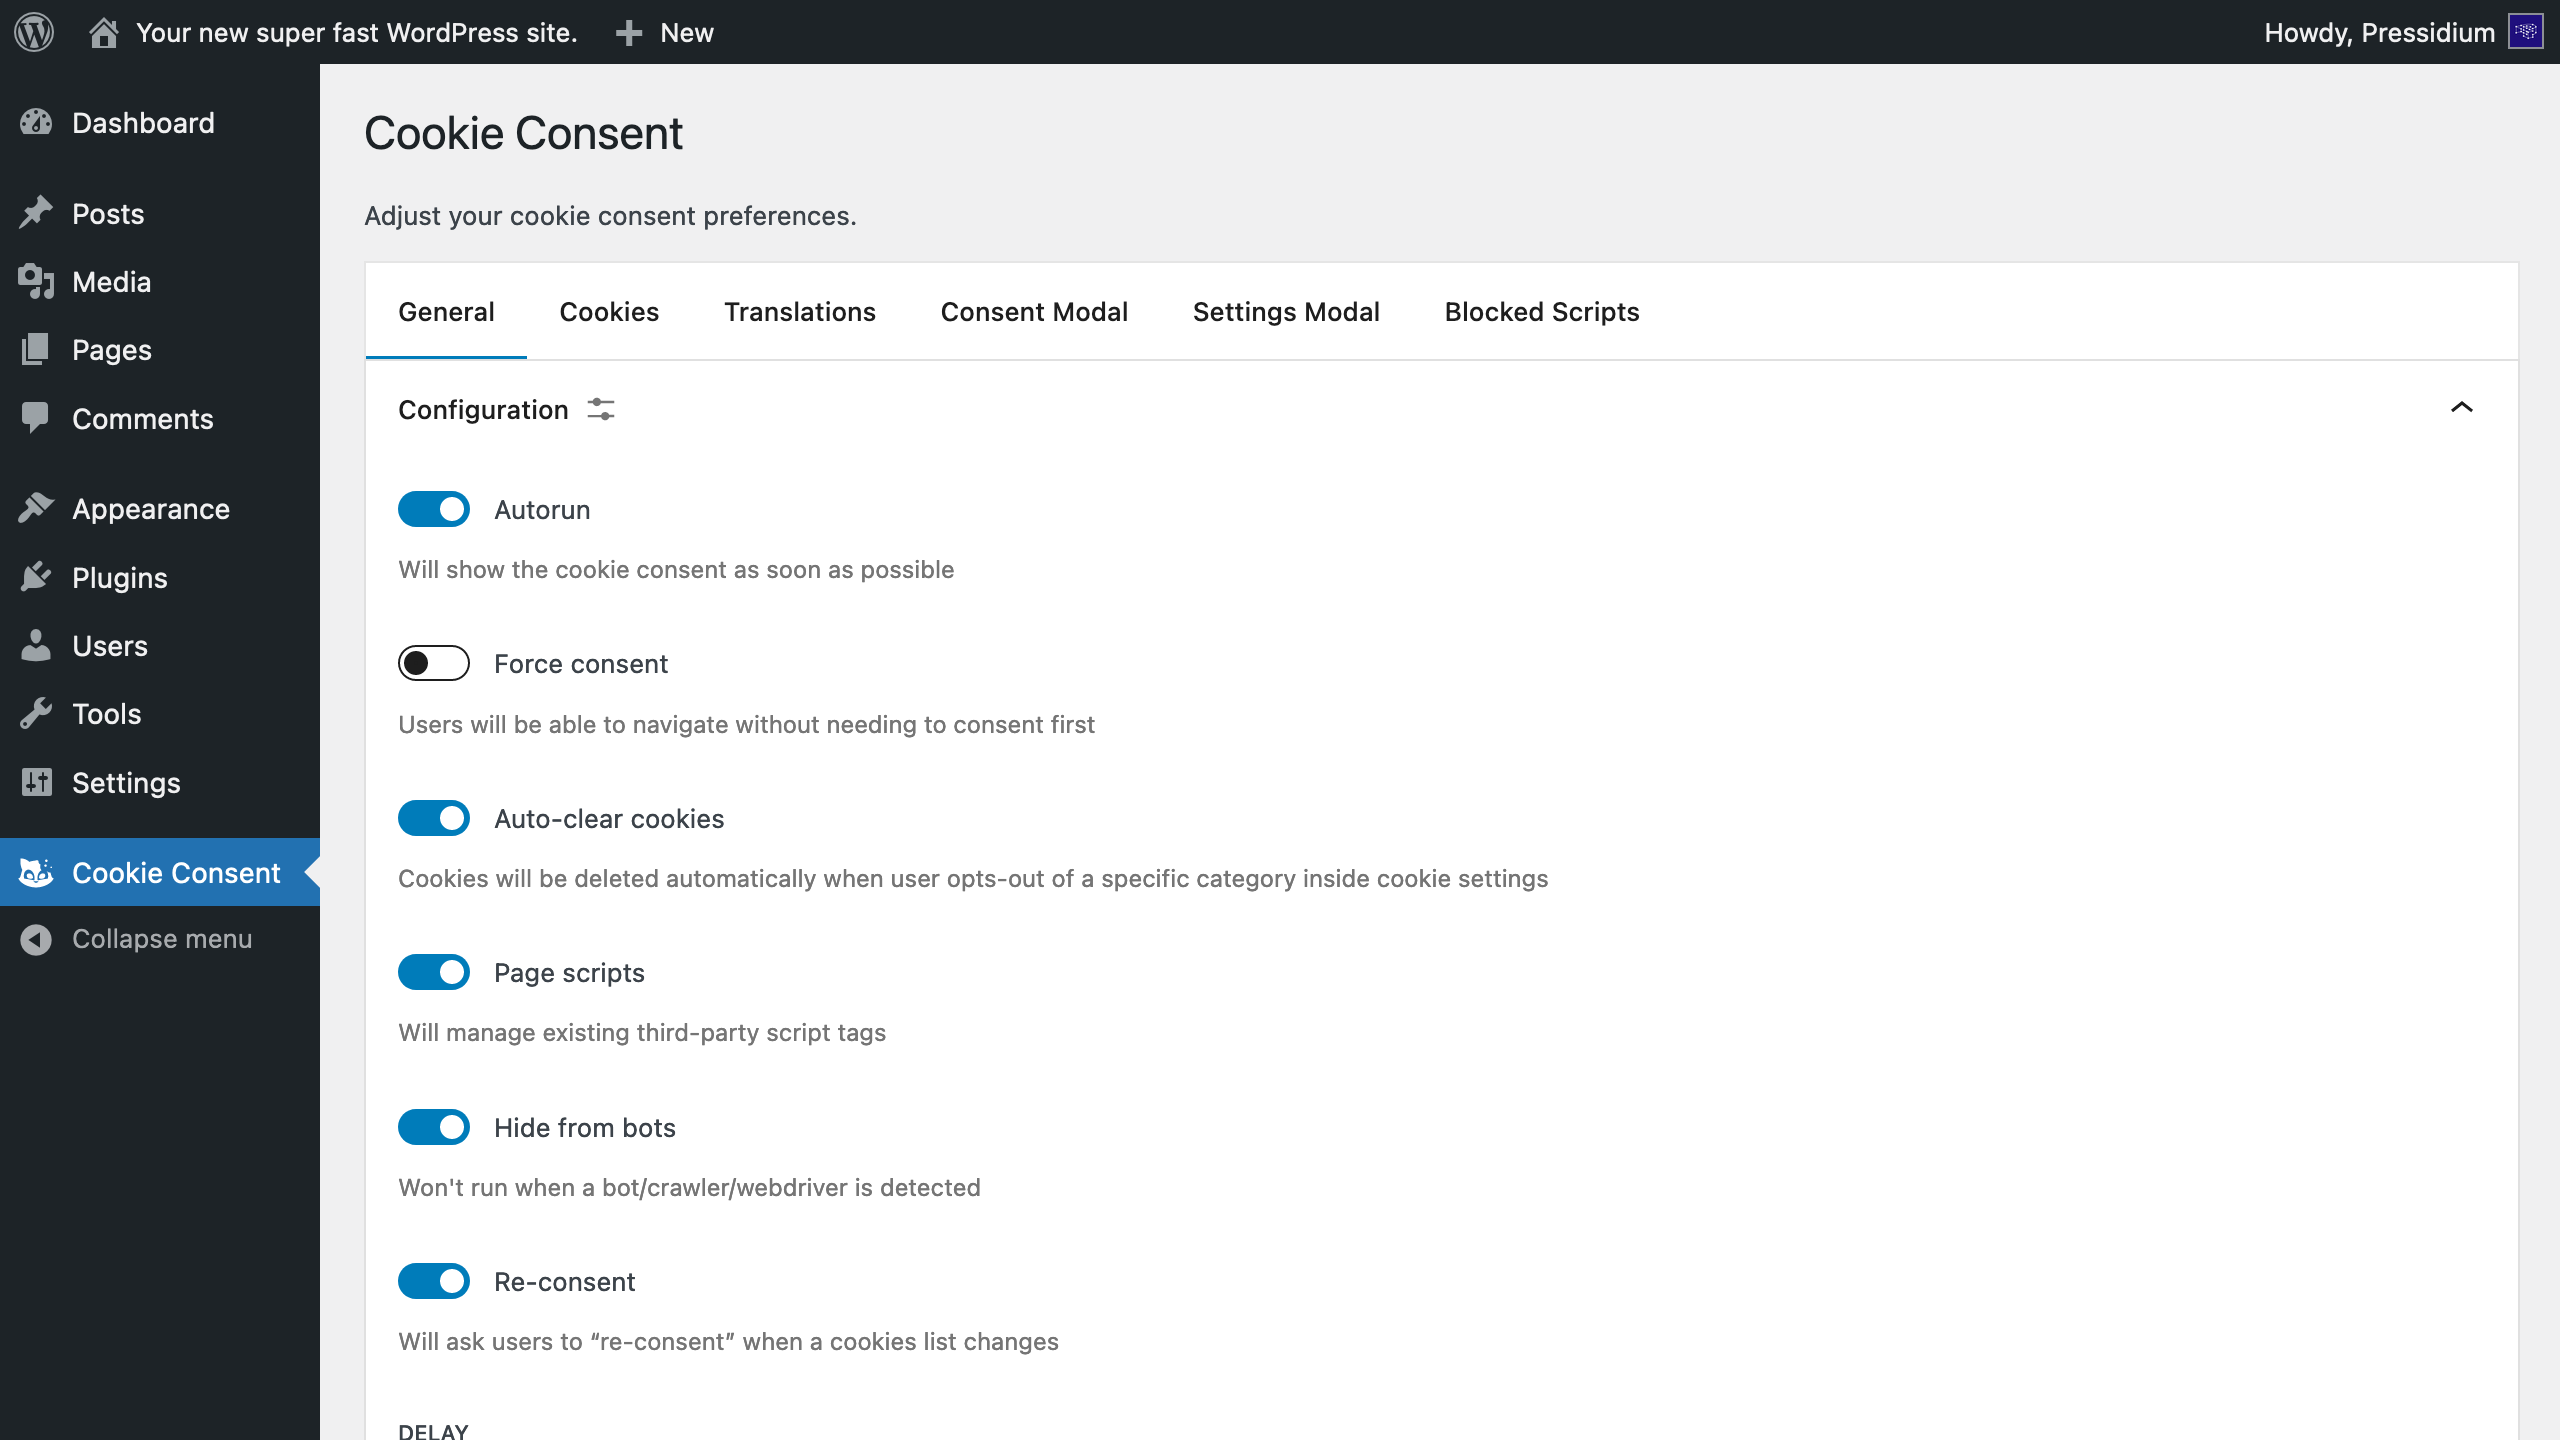 Your new super fast WordPress site.
New
Howdy, Pressidium
Dashboard
Posts
Media
Pages
Comments
Appearance
Plugins
Users
Tools
Settings
Cookie Consent
Collapse menu
Cookie Consent
Adjust your cookie consent preferences.
General Cookies Translations Consent Modal Settings Modal Blocked Scripts
Configuration
Autorun
Will show the cookie consent as soon as possible
Force consent
Users will be able to navigate without needing to consent first
Auto-clear cookies
Cookies will be deleted automatically when user opts-out of a specific category inside cookie settings
Page scripts
Will manage existing third-party script tags
Hide from bots
Won't run when a bot/crawler/webdriver is detected
Re-consent
Will ask users to “re-consent” when a cookies list changes
DELAY